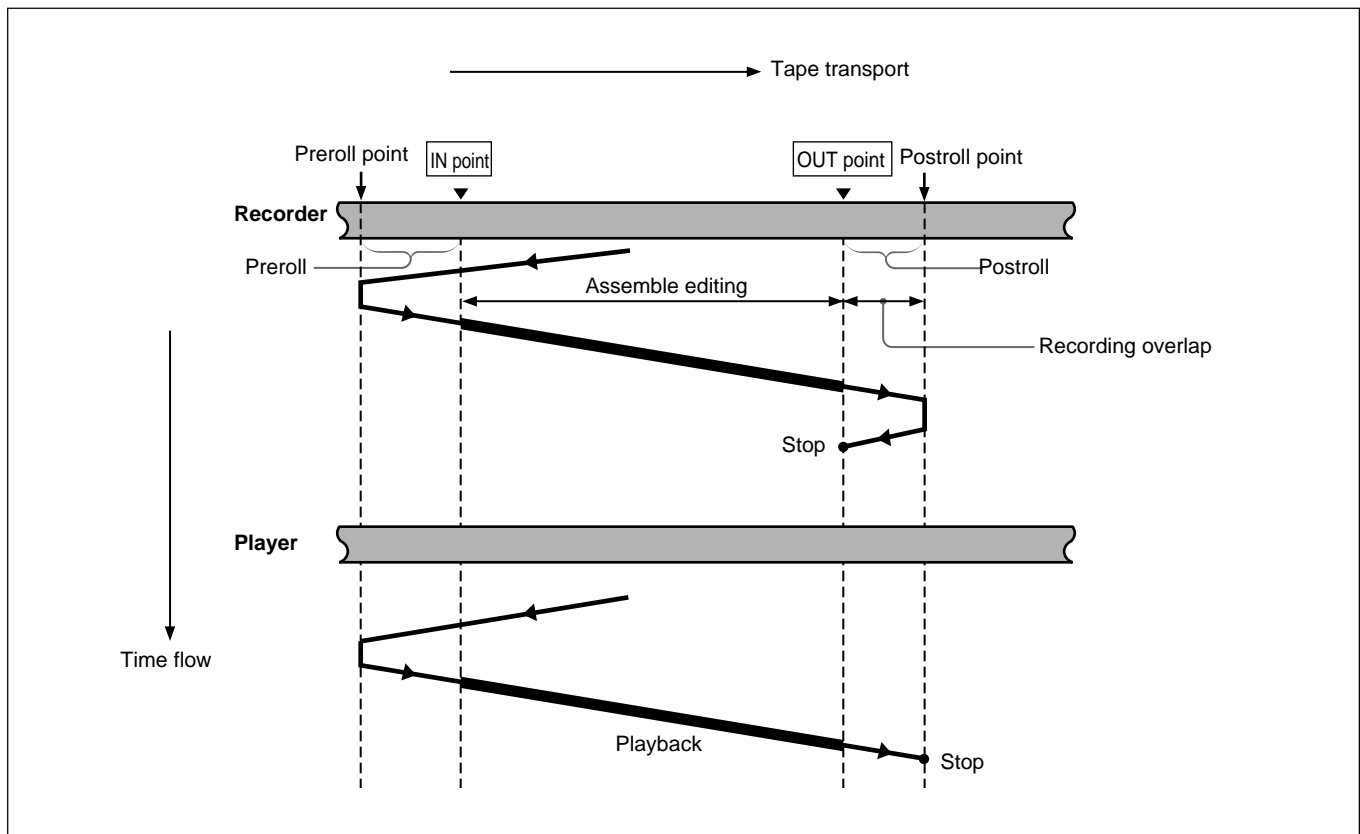 Tape transport
Preroll point
IN point
OUT point
Postroll point
Recorder
Preroll
Postroll
Assemble editing
Recording overlap
Stop
Player
Time flow
Playback
Stop